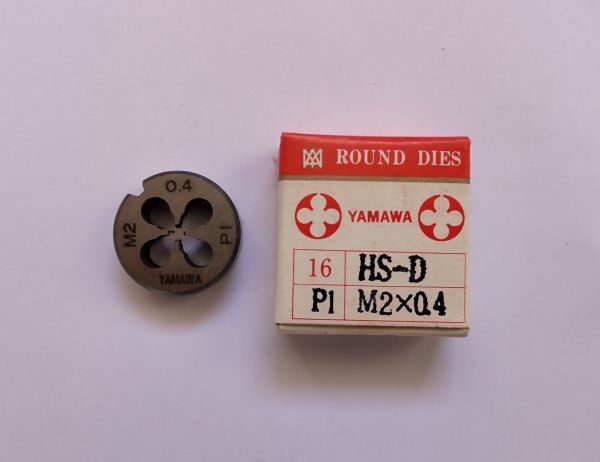 0.4
M2
P1
YAMAWA
ROUND DIES
YAMAWA
16 HS-D
P1 M2×0.4